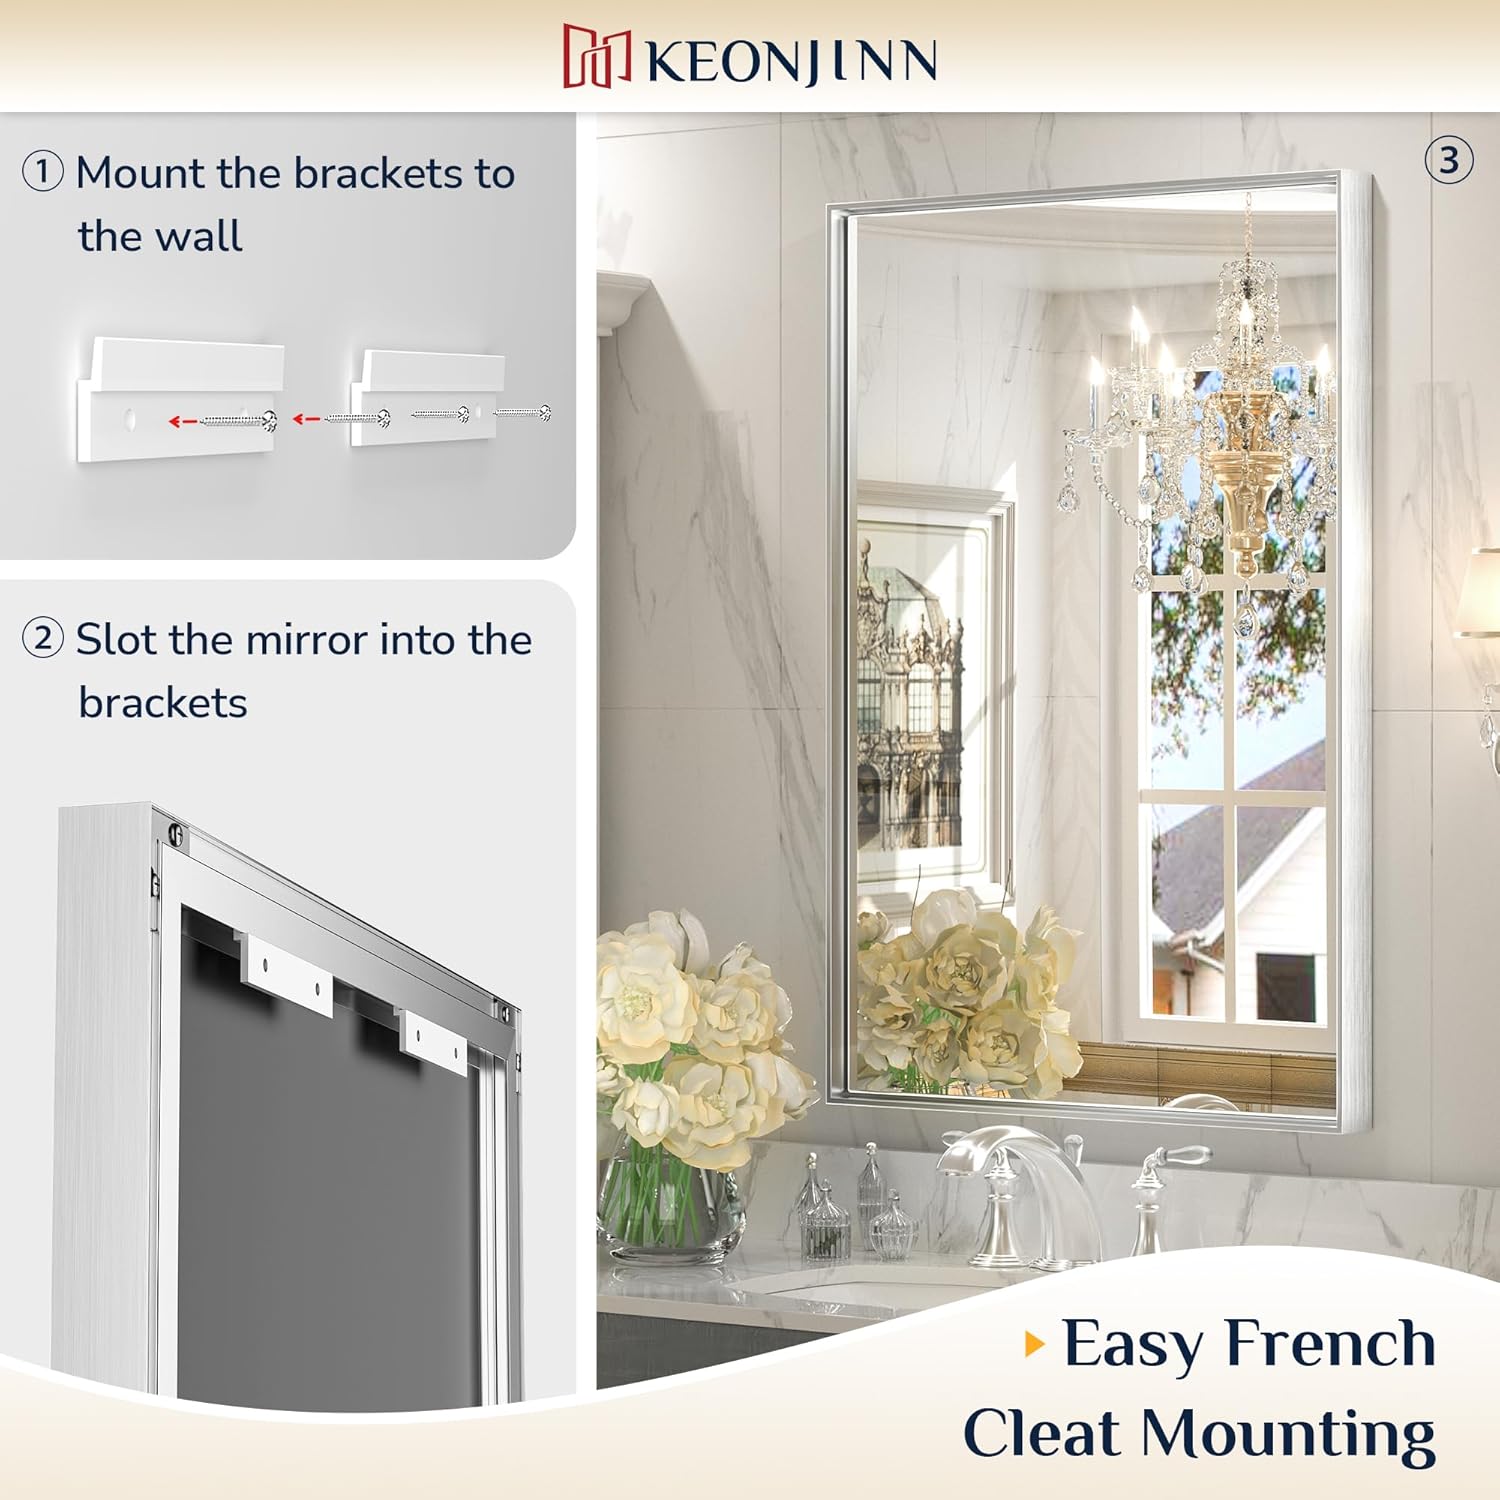 KEONJINN
① Mount the brackets to
the wall
② Slot the mirror into the
brackets
③
Easy French
Cleat Mounting